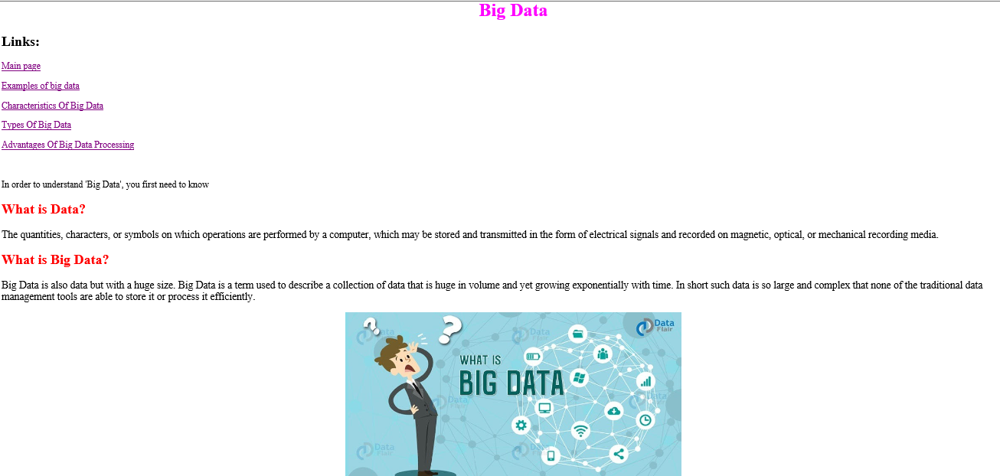 Big Data
Links:
Main page
Examples of big data
Characteristics Of Big Data
Types Of Big Data
Advantages Of Big Data Processing
In order to understand 'Big Data', you first need to know
What is Data?
The quantities, characters, or symbols on which operations are performed by a computer, which may be stored and transmitted in the form of electrical signals and recorded on magnetic, optical, or mechanical recording media.
What is Big Data?
Big Data is also data but with a huge size. Big Data is a term used to describe a collection of data that is huge in volume and yet growing exponentially with time. In short such data is so large and complex that none of the traditional data
management tools are able to store it or process it efficiently.
? ?
Data
Flair
WHAT IS
BIG DATA
Data
Flair
Data
Flair
Data
Flair